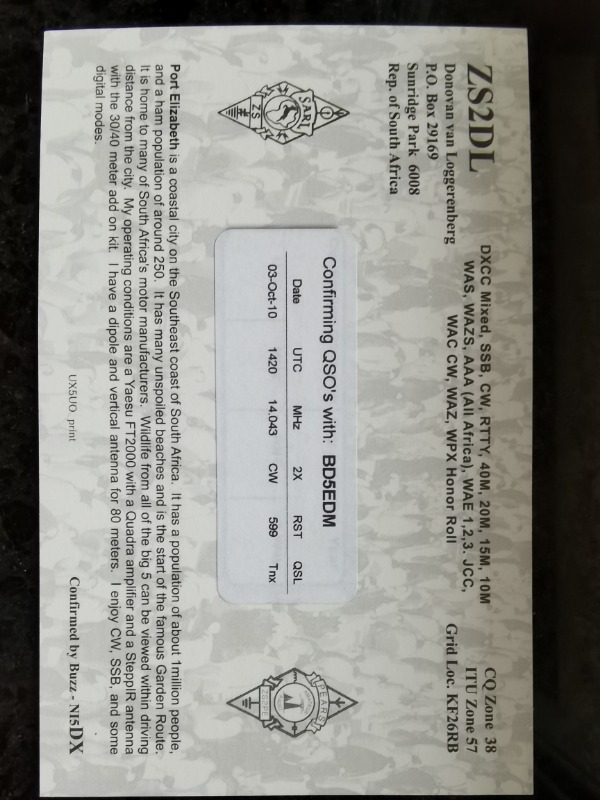 ZS2DL
Donovan van Loggerenberg
P.O. Box 29169
Sunridge Park 6008
Rep. of South Africa
DXCC Mixed, SSB, CW, RTTY, 40M, 20M, 15M, 10M
WAS, WAZS, AAA (All Africa), WAE 1,2,3. JCC,
WAC CW, WAZ, WPX Honor Roll
CQ Zone 38
ITU Zone 57
Grid Loc. KF26RB
SARL
ZS
Confirming QSO's with: BD5EDM
Date UTC MHz 2X RST QSL
03-Oct-10 1420 14.043 CW 599 Tnx
PEARS
Port Elizabeth is a coastal city on the Southeast coast of South Africa. It has a population of about 1million people,
and a ham population of around 250. It has many unspoiled beaches and is the start of the famous Garden Route.
It is home to many of South Africa's motor manufacturers. Wildlife from all of the big 5 can be viewed within driving
distance from the city. My operating conditions are a Yaesu FT2000 with a Quadra amplifier and a SteppIR antenna
with the 30/40 meter add on kit. I have a dipole and vertical antenna for 80 meters. I enjoy CW, SSB, and some
digital modes.
UX5UO print
Confirmed by Buzz - NI5DX